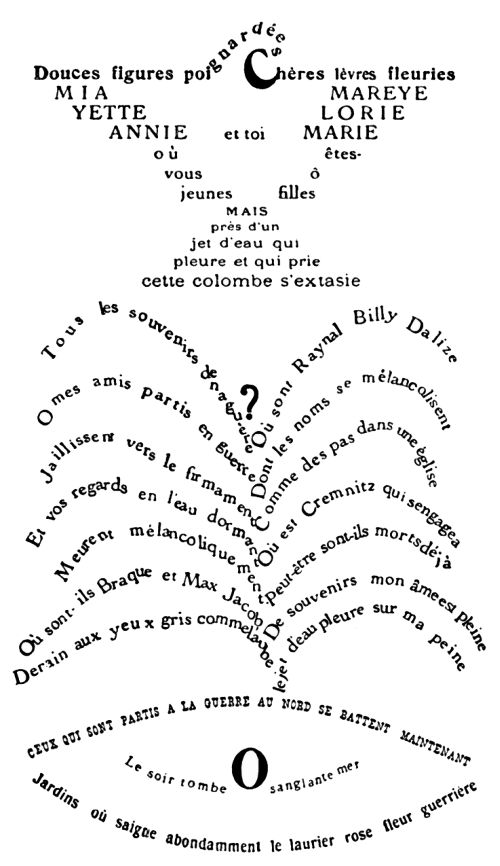 Douces figures poignardées Chères lèvres fleuries
MIA MAREYE
YETTE LORIE
ANNIE et toi MARIE
où êtes-
vous ô
jeunes filles
MAIS
près d'un
jet d'eau qui
pleure et qui prie
cette colombe s'extasie
?
Tous les souvenirs de naguère
O mes amis partis en guerre
Jaillissent vers le firmament
Et vos regards en l'eau dormant
Meurent mélancoliquement
Où sont-ils Braque et Max Jacob
Derain aux yeux gris comme l'aube
Où sont Raynal Billy Dalize
Dont les noms se mélancolisent
Comme des pas dans une église
Où est Cremnitz qui s'engagea
Peut-être sont-ils morts déjà
De souvenirs mon âme est pleine
le jet d'eau pleure sur ma peine
CEUX QUI SONT PARTIS A LA GUERRE AU NORD SE BATTENT MAINTENANT
Le soir tombe O sanglante mer
Jardins où saigne abondamment le laurier rose fleur guerrière